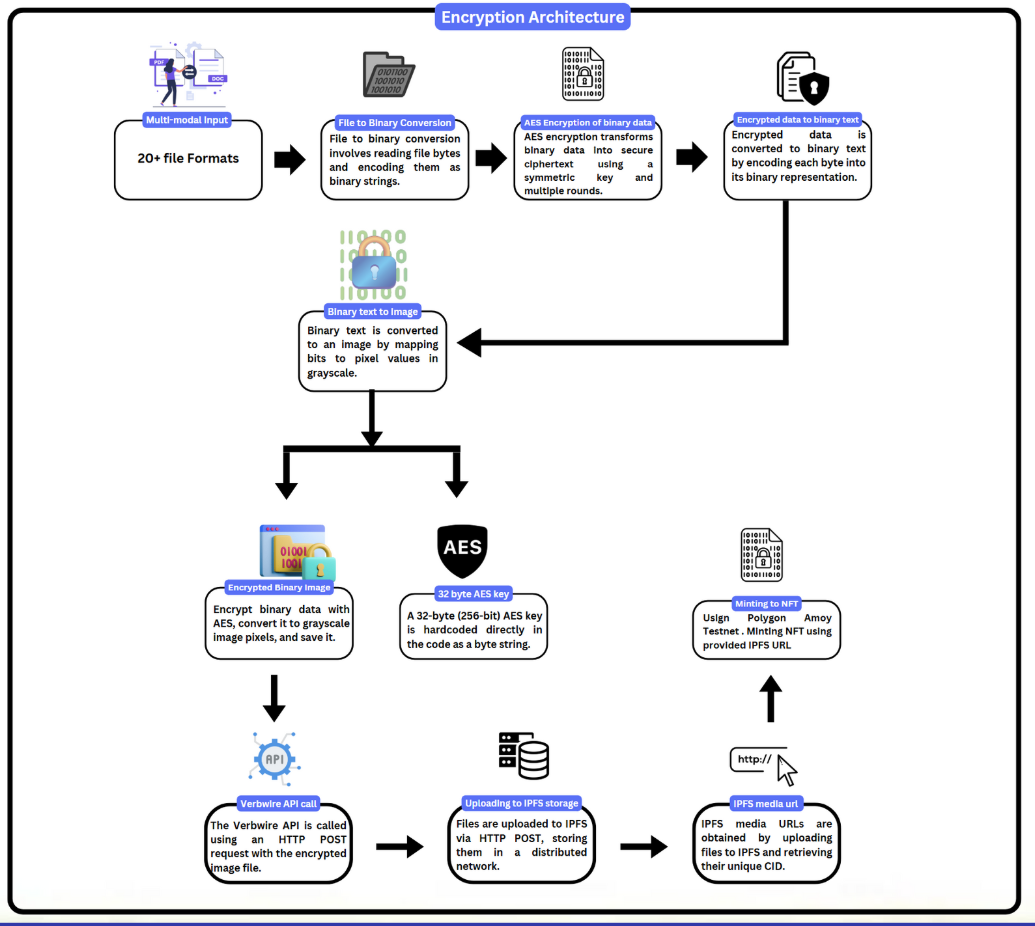 Encryption Architecture
PDF
DOC
Multi-modal Input
20+ file Formats
0101100
1001010
1001010
File to Binary Conversion
File to binary conversion
involves reading file bytes
and encoding them as
binary strings.
AES Encryption of binary data
AES encryption transforms
binary data into secure
ciphertext using a
symmetric key and
multiple rounds.
Encrypted data to binary text
Encrypted data is
converted to binary text
by encoding each byte into
its binary representation.
110100
110100
Binary text to Image
Binary text is converted
to an image by mapping
bits to pixel values in
grayscale.
01001
1001
Encrypted Binary Image
Encrypt binary data with
AES, convert it to grayscale
image pixels, and save it.
AES
32 byte AES key
A 32-byte (256-bit) AES key
is hardcoded directly in
the code as a byte string.
Minting to NFT
Usign Polygon Amoy
Testnet . Minting NFT using
provided IPFS URL
API
Verbwire API call
The Verbwire API is called
using an HTTP POST
request with the encrypted
image file.
Uploading to IPFS storage
Files are uploaded to IPFS
via HTTP POST, storing
them in a distributed
network.
http://
IPFS media url
IPFS media URLs are
obtained by uploading
files to IPFS and retrieving
their unique CID.